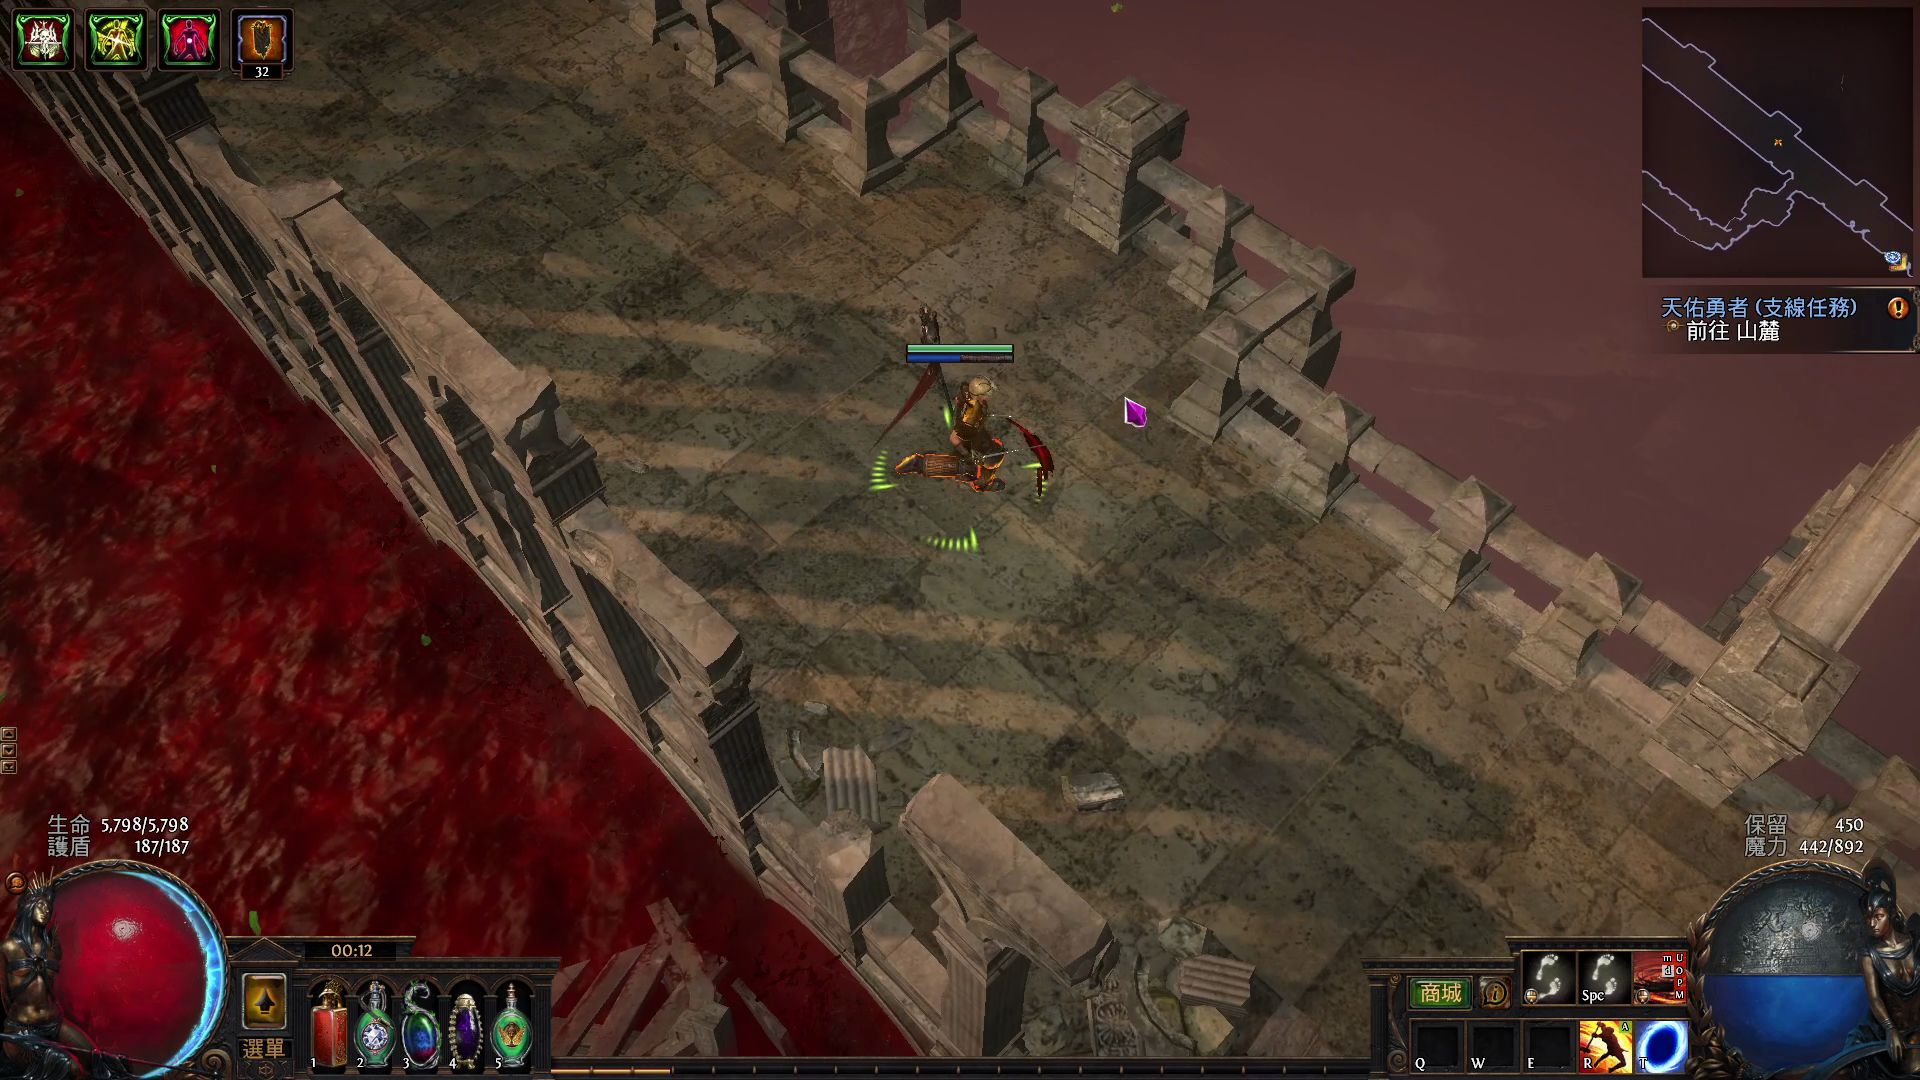 32
天佑勇者 (支線任務)
前往 山麓
生命 5,798/5,798
護盾 187/187
保留 450
魔力 442/892
00:12
選單
1 2 3 4 5
商城
Spc
Q W E R T
A